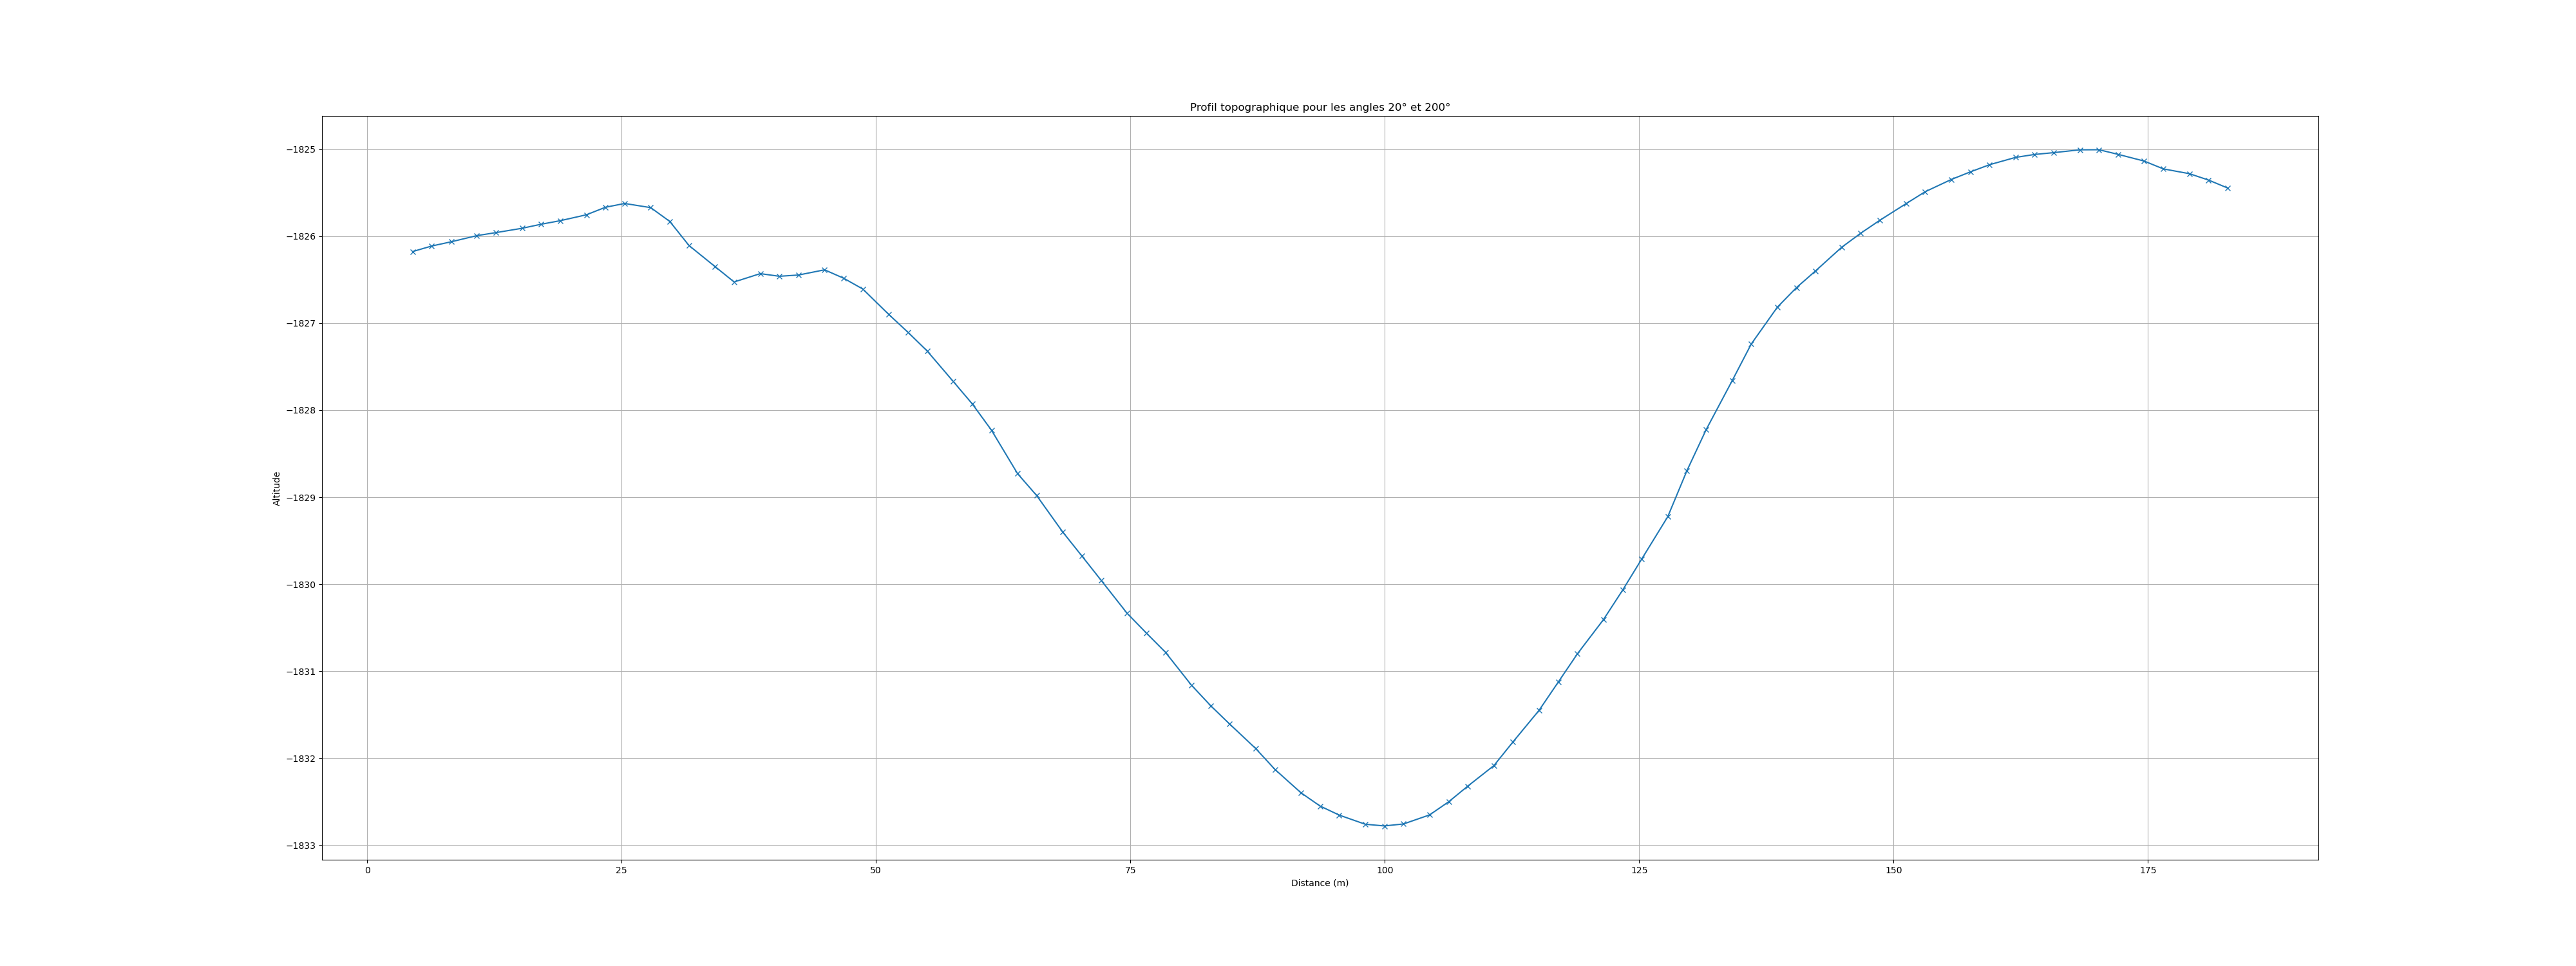 Profil topographique pour les angles 20° et 200°
Altitude
−1825
−1826
−1827
−1828
−1829
−1830
−1831
−1832
−1833
0 25 50 75 100 125 150 175
Distance (m)